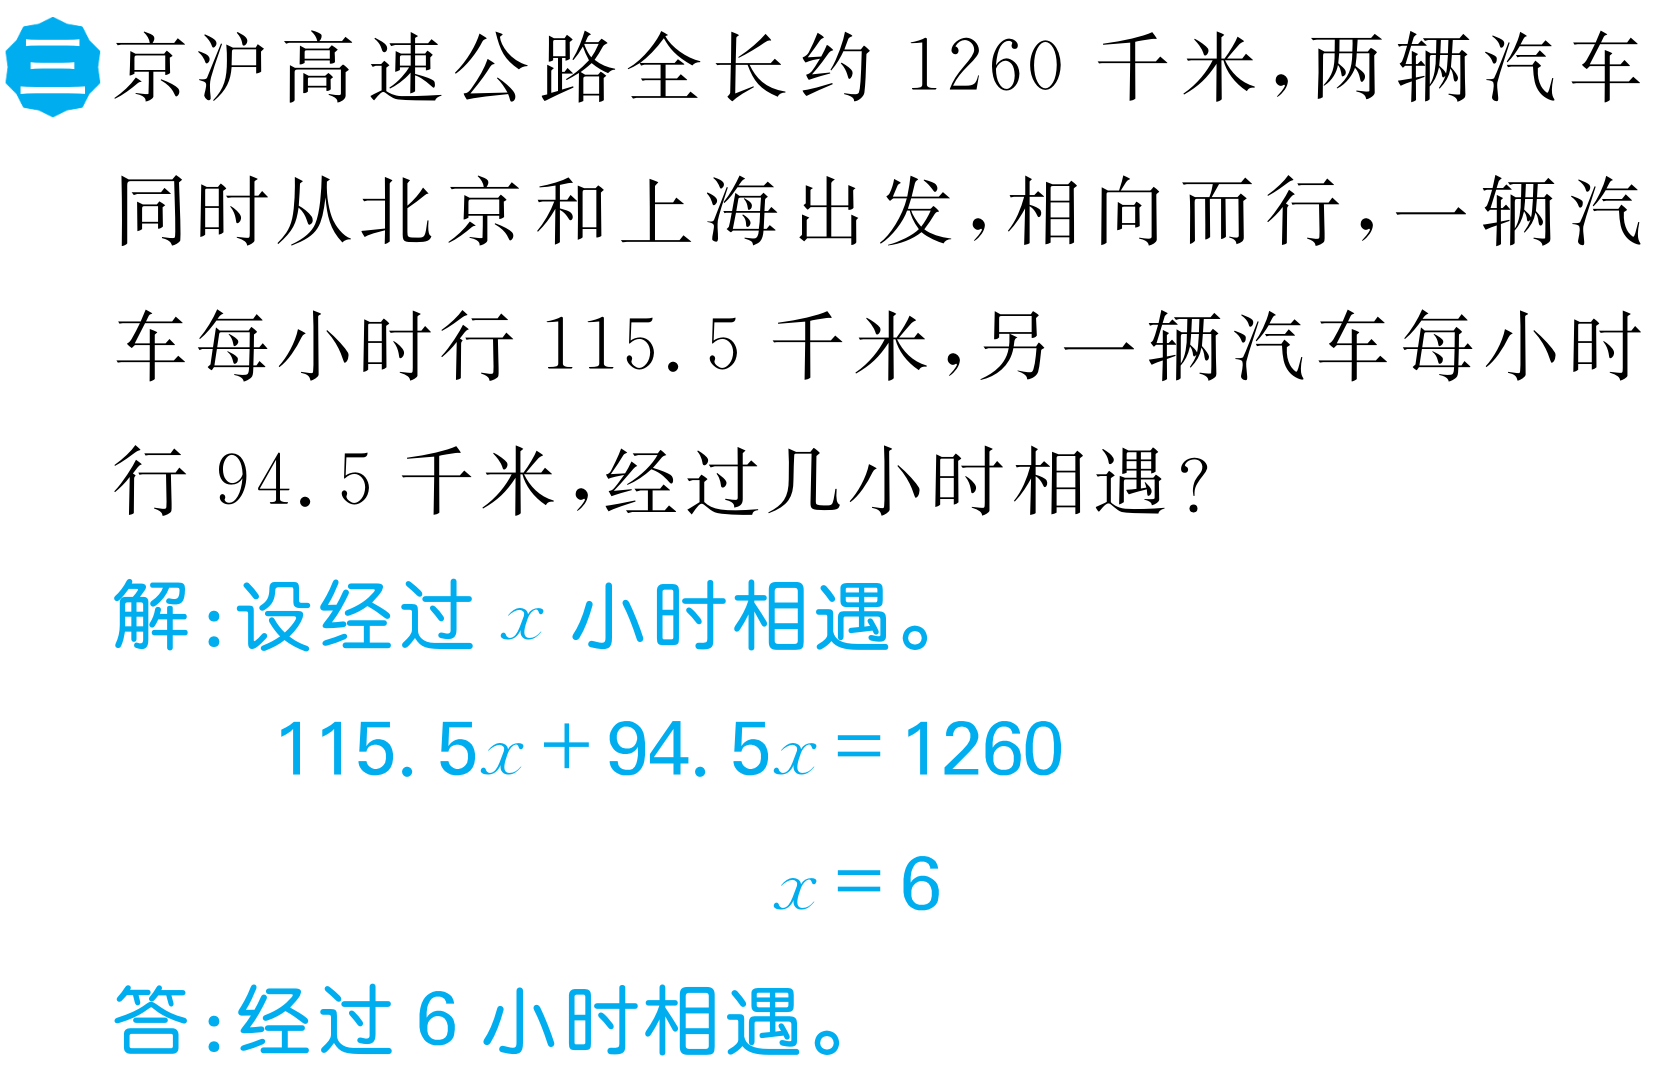 三 京沪高速公路全长约 1260 千米,两辆汽车
同时从北京和上海出发,相向而行,一辆汽
车每小时行 115.5 千米,另一辆汽车每小时
行 94.5 千米,经过几小时相遇?
解:设经过 x 小时相遇。
115.5x+94.5x=1260
x=6
答:经过 6 小时相遇。